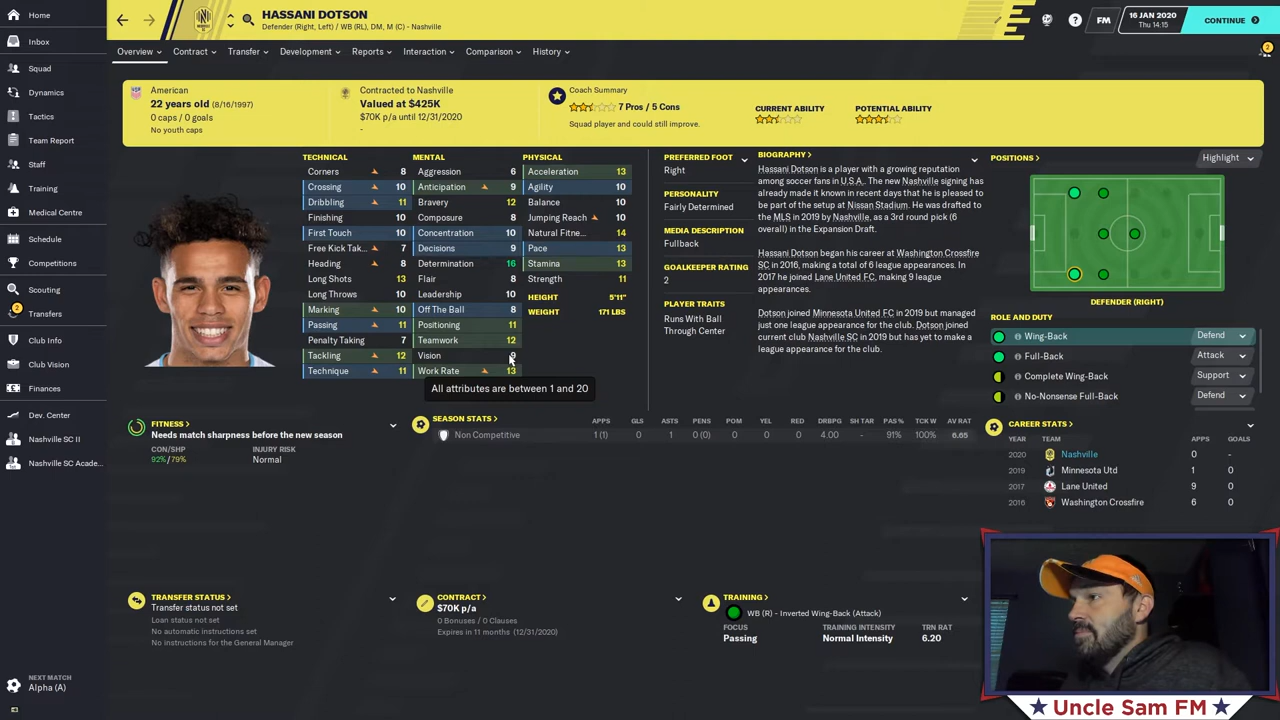 HASSANI DOTSON
Defender (Right, Left) / WB (RL), DM, M (C) - Nashville
16 JAN 2020
Thu 14:15
CONTINUE
FM
Home
Inbox
Squad
Dynamics
Tactics
Team Report
Staff
Training
Medical Centre
Schedule
Competitions
Scouting
2
Transfers
Club Info
Club Vision
Finances
Dev. Center
Nashville SC II
Nashville SC Acade...
NEXT MATCH
Alpha (A)
Overview
Contract
Transfer
Development
Reports
Interaction
Comparison
History
2
American
22 years old (8/16/1997)
0 caps / 0 goals
No youth caps
Contracted to Nashville
Valued at $425K
$70K p/a until 12/31/2020
-
Coach Summary
7 Pros / 5 Cons
Squad player and could still improve.
CURRENT ABILITY
POTENTIAL ABILITY
TECHNICAL
Corners 8
Crossing 10
Dribbling 11
Finishing 10
First Touch 10
Free Kick Tak... 7
Heading 8
Long Shots 13
Long Throws 10
Marking 10
Passing 11
Penalty Taking 7
Tackling 12
Technique 11
MENTAL
Aggression 6
Anticipation 9
Bravery 12
Composure 8
Concentration 10
Decisions 9
Determination 16
Flair 8
Leadership 10
Off The Ball 8
Positioning 11
Teamwork 12
Vision 9
Work Rate 13
All attributes are between 1 and 20
PHYSICAL
Acceleration 13
Agility 10
Balance 10
Jumping Reach 10
Natural Fitne... 14
Pace 13
Stamina 13
Strength 11
HEIGHT 5'11"
WEIGHT 171 LBS
PREFERRED FOOT
Right
PERSONALITY
Fairly Determined
MEDIA DESCRIPTION
Fullback
GOALKEEPER RATING
2
PLAYER TRAITS
Runs With Ball
Through Center
BIOGRAPHY
Hassani Dotson is a player with a growing reputation
among soccer fans in U.S.A.. The new Nashville signing has
already made it known in recent days that he is pleased to
be part of the setup at Nissan Stadium. He was drafted to
the MLS in 2019 by Nashville, as a 3rd round pick (6
overall) in the Expansion Draft.
Hassani Dotson began his career at Washington Crossfire
SC in 2016, making a total of 6 league appearances. In
2017 he joined Lane United FC, making 9 league
appearances.
Dotson joined Minnesota United FC in 2019 but managed
just one league appearance for the club. Dotson joined
current club Nashville SC in 2019 but has yet to make a
league appearance for the club.
POSITIONS
Highlight
DEFENDER (RIGHT)
ROLE AND DUTY
Wing-Back Defend
Full-Back Attack
Complete Wing-Back Support
No-Nonsense Full-Back Defend
FITNESS
Needs match sharpness before the new season
CON/SHP
92%/79%
INJURY RISK
Normal
SEASON STATS APPS GLS ASTS PENS POM YEL RED DRBPG SH TAR PAS % TCK W AV RAT
Non Competitive 1 (1) 0 1 0 (0) 0 0 0 4.00 - 91% 100% 6.65
CAREER STATS
YEAR TEAM APPS GOALS
2020 Nashville 0 -
2019 Minnesota Utd 1 0
2017 Lane United 9 0
2016 Washington Crossfire 6 0
TRANSFER STATUS
Transfer status not set
Loan status not set
No automatic instructions set
No instructions for the General Manager
CONTRACT
$70K p/a
0 Bonuses / 0 Clauses
Expires in 11 months (12/31/2020)
TRAINING
WB (R) - Inverted Wing-Back (Attack)
FOCUS
Passing
TRAINING INTENSITY
Normal Intensity
TRN RAT
6.20
Uncle Sam FM